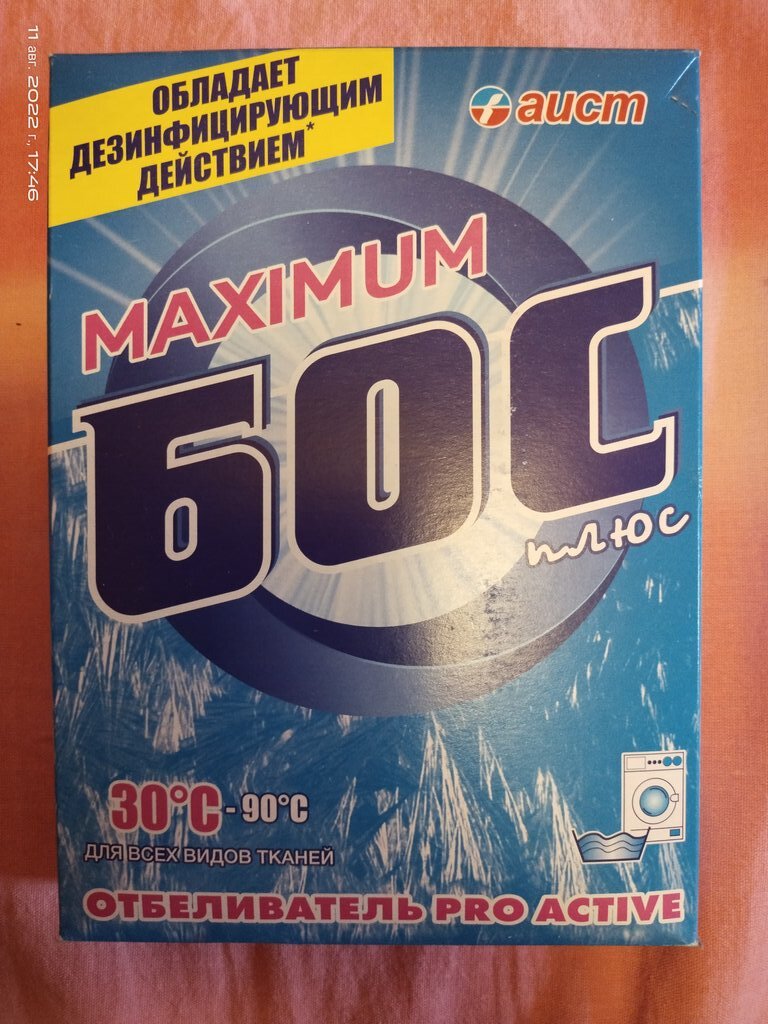 11 авг. 2022 г., 17:46
ОБЛАДАЕТ
ДЕЗИНФИЦИРУЮЩИМ
ДЕЙСТВИЕМ*
аист
MAXIMUM
БОС
плюс
30°C - 90°C
ДЛЯ ВСЕХ ВИДОВ ТКАНЕЙ
ОТБЕЛИВАТЕЛЬ PRO ACTIVE